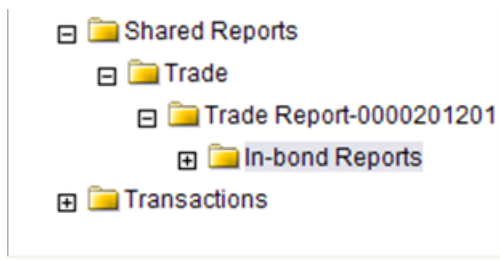 Shared Reports
Trade
Trade Report-0000201201
In-bond Reports
Transactions